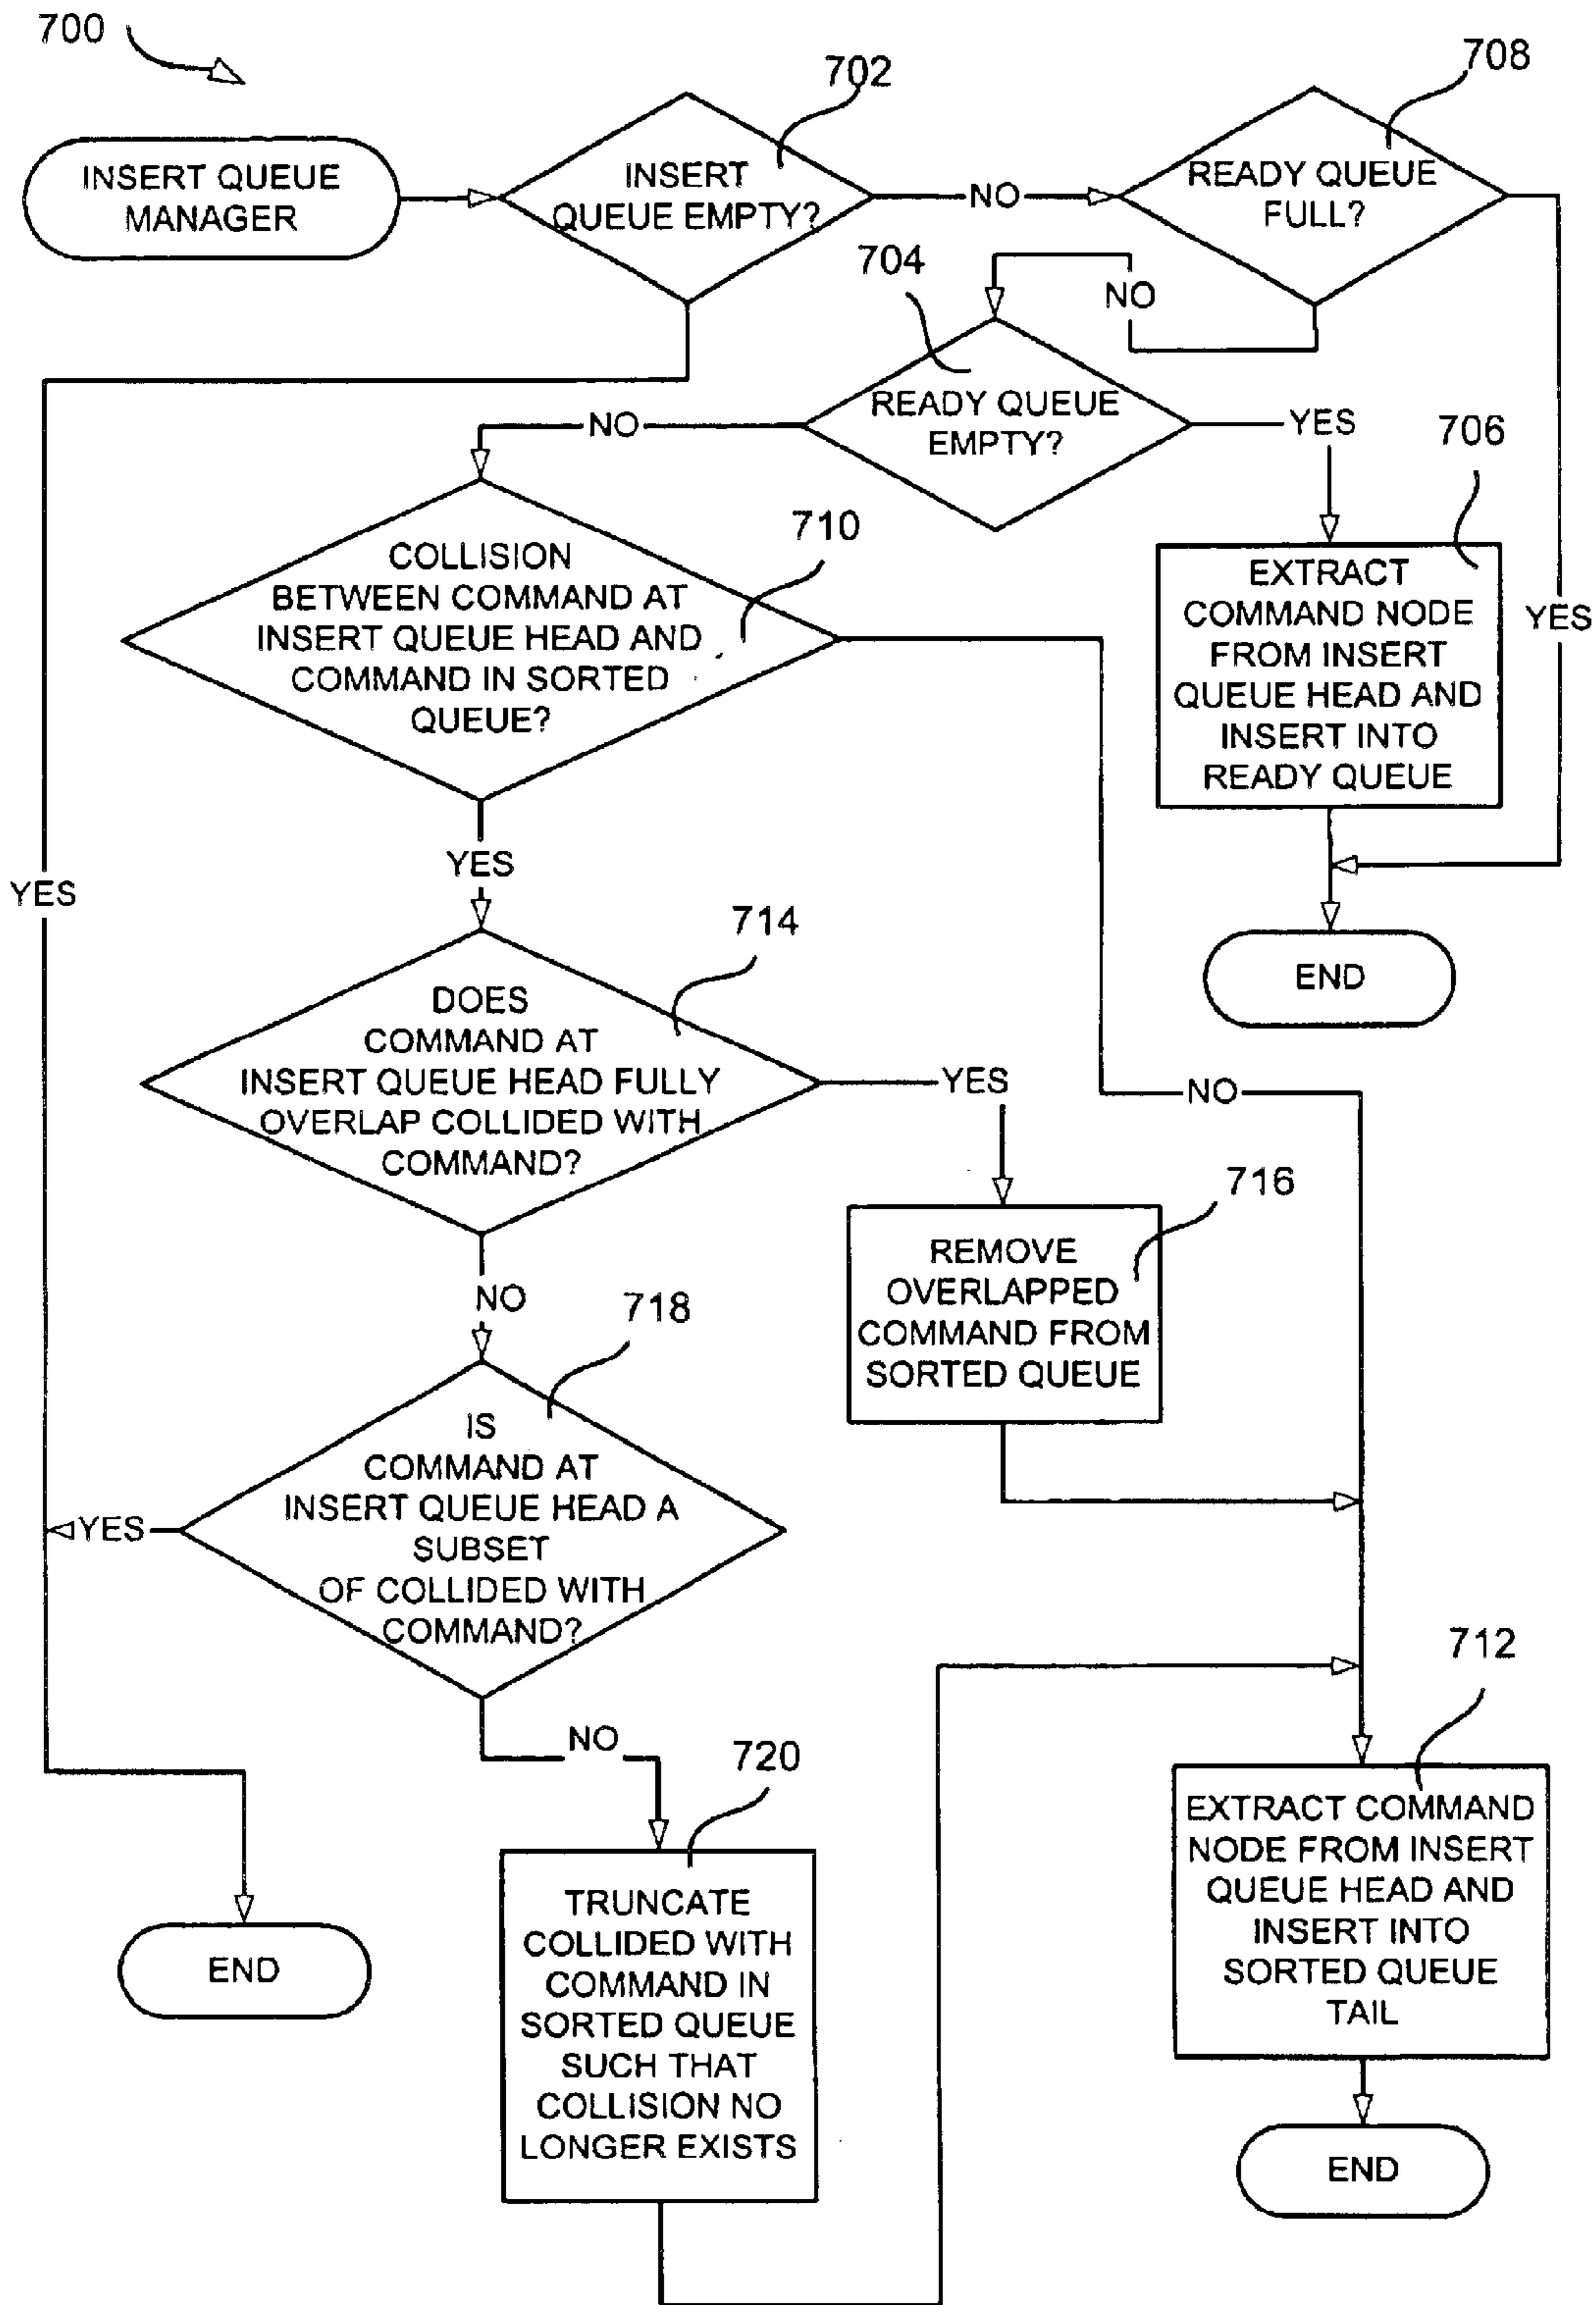 700
702
708
INSERT QUEUE
MANAGER
INSERT
QUEUE EMPTY?
NO
READY QUEUE
FULL?
704
NO
READY QUEUE
EMPTY?
NO
YES
706
710
COLLISION
BETWEEN COMMAND AT
INSERT QUEUE HEAD AND
COMMAND IN SORTED
QUEUE?
EXTRACT
COMMAND NODE
FROM INSERT
QUEUE HEAD AND
INSERT INTO
READY QUEUE
YES
YES
YES
714
END
DOES
COMMAND AT
INSERT QUEUE HEAD FULLY
OVERLAP COLLIDED WITH
COMMAND?
YES
NO
716
REMOVE
OVERLAPPED
COMMAND FROM
SORTED QUEUE
NO
718
IS
COMMAND AT
INSERT QUEUE HEAD A
SUBSET
OF COLLIDED WITH
COMMAND?
YES
712
NO
720
EXTRACT COMMAND
NODE FROM INSERT
QUEUE HEAD AND
INSERT INTO
SORTED QUEUE
TAIL
TRUNCATE
COLLIDED WITH
COMMAND IN
SORTED QUEUE
SUCH THAT
COLLISION NO
LONGER EXISTS
END
END